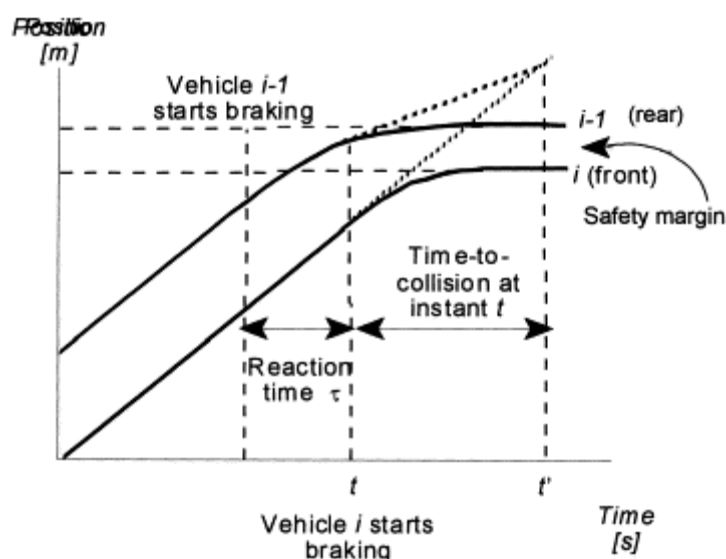 Position
[m]
Vehicle i-1
starts braking
i-1 (rear)
i (front)
Safety margin
Time-to-
collision at
instant t
Reaction
time τ
t
t'
Vehicle i starts
braking
Time
[s]